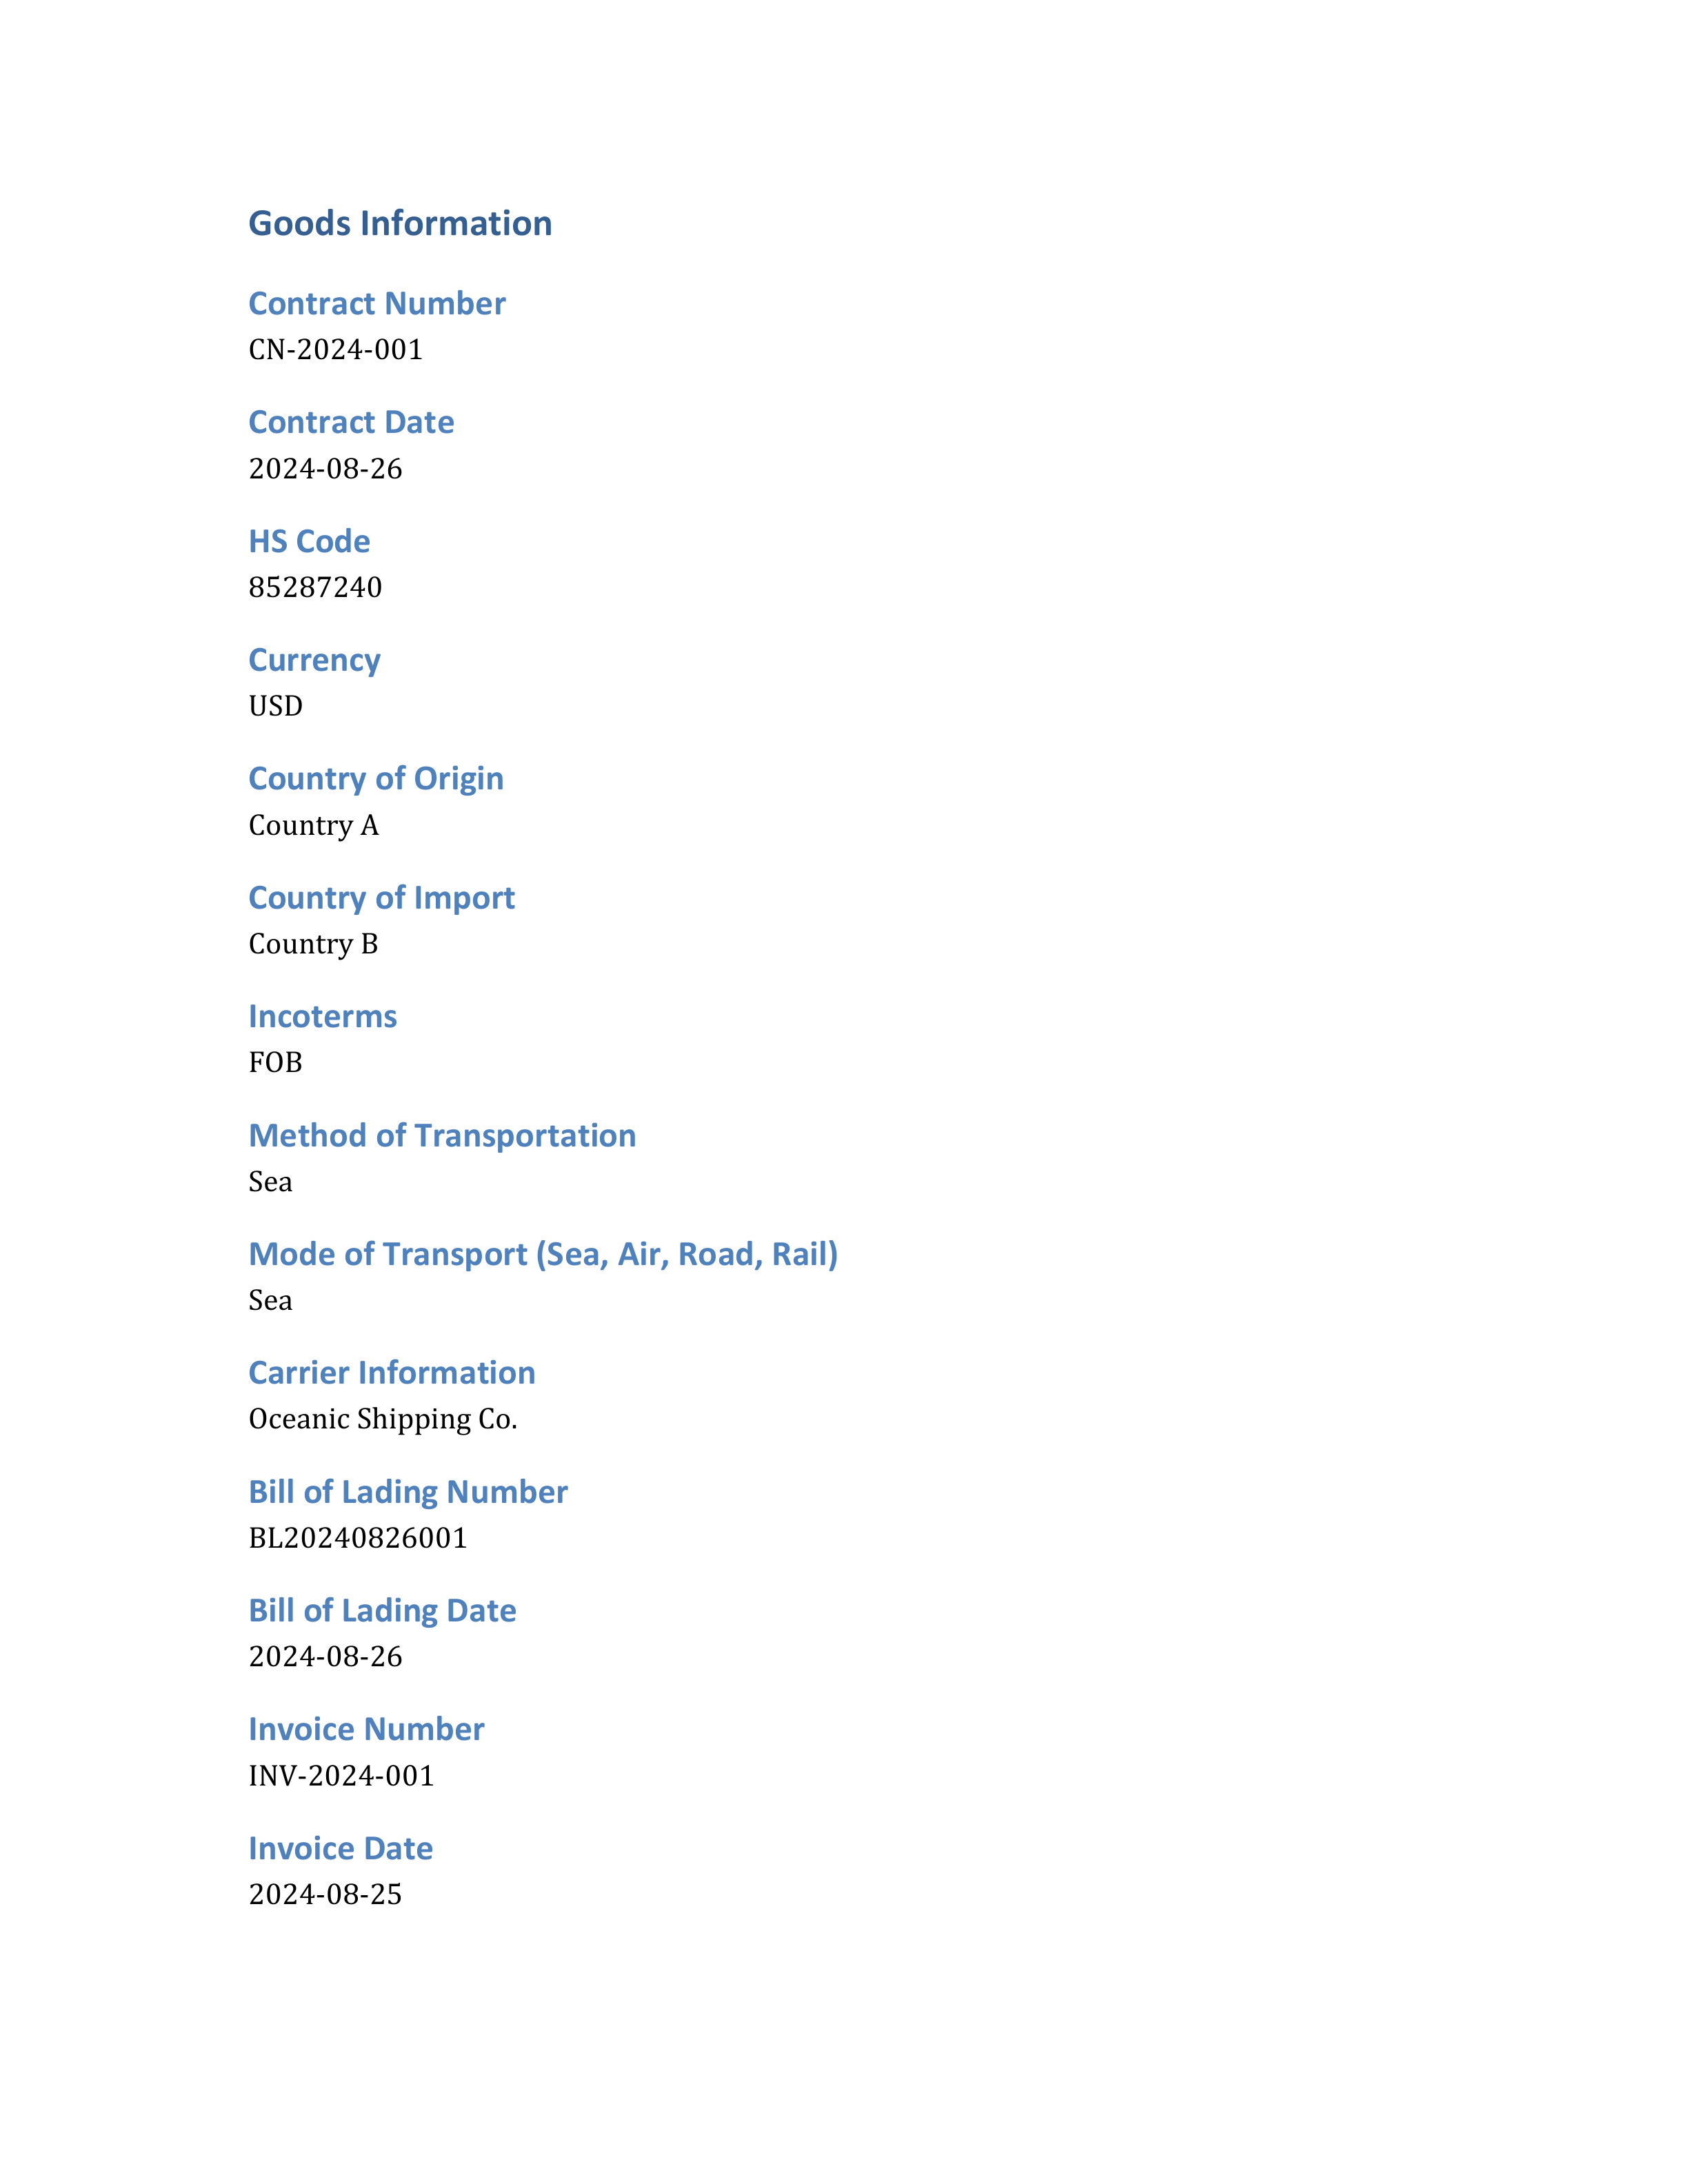 Goods Information
Contract Number
CN-2024-001
Contract Date
2024-08-26
HS Code
85287240
Currency
USD
Country of Origin
Country A
Country of Import
Country B
Incoterms
FOB
Method of Transportation
Sea
Mode of Transport (Sea, Air, Road, Rail)
Sea
Carrier Information
Oceanic Shipping Co.
Bill of Lading Number
BL20240826001
Bill of Lading Date
2024-08-26
Invoice Number
INV-2024-001
Invoice Date
2024-08-25